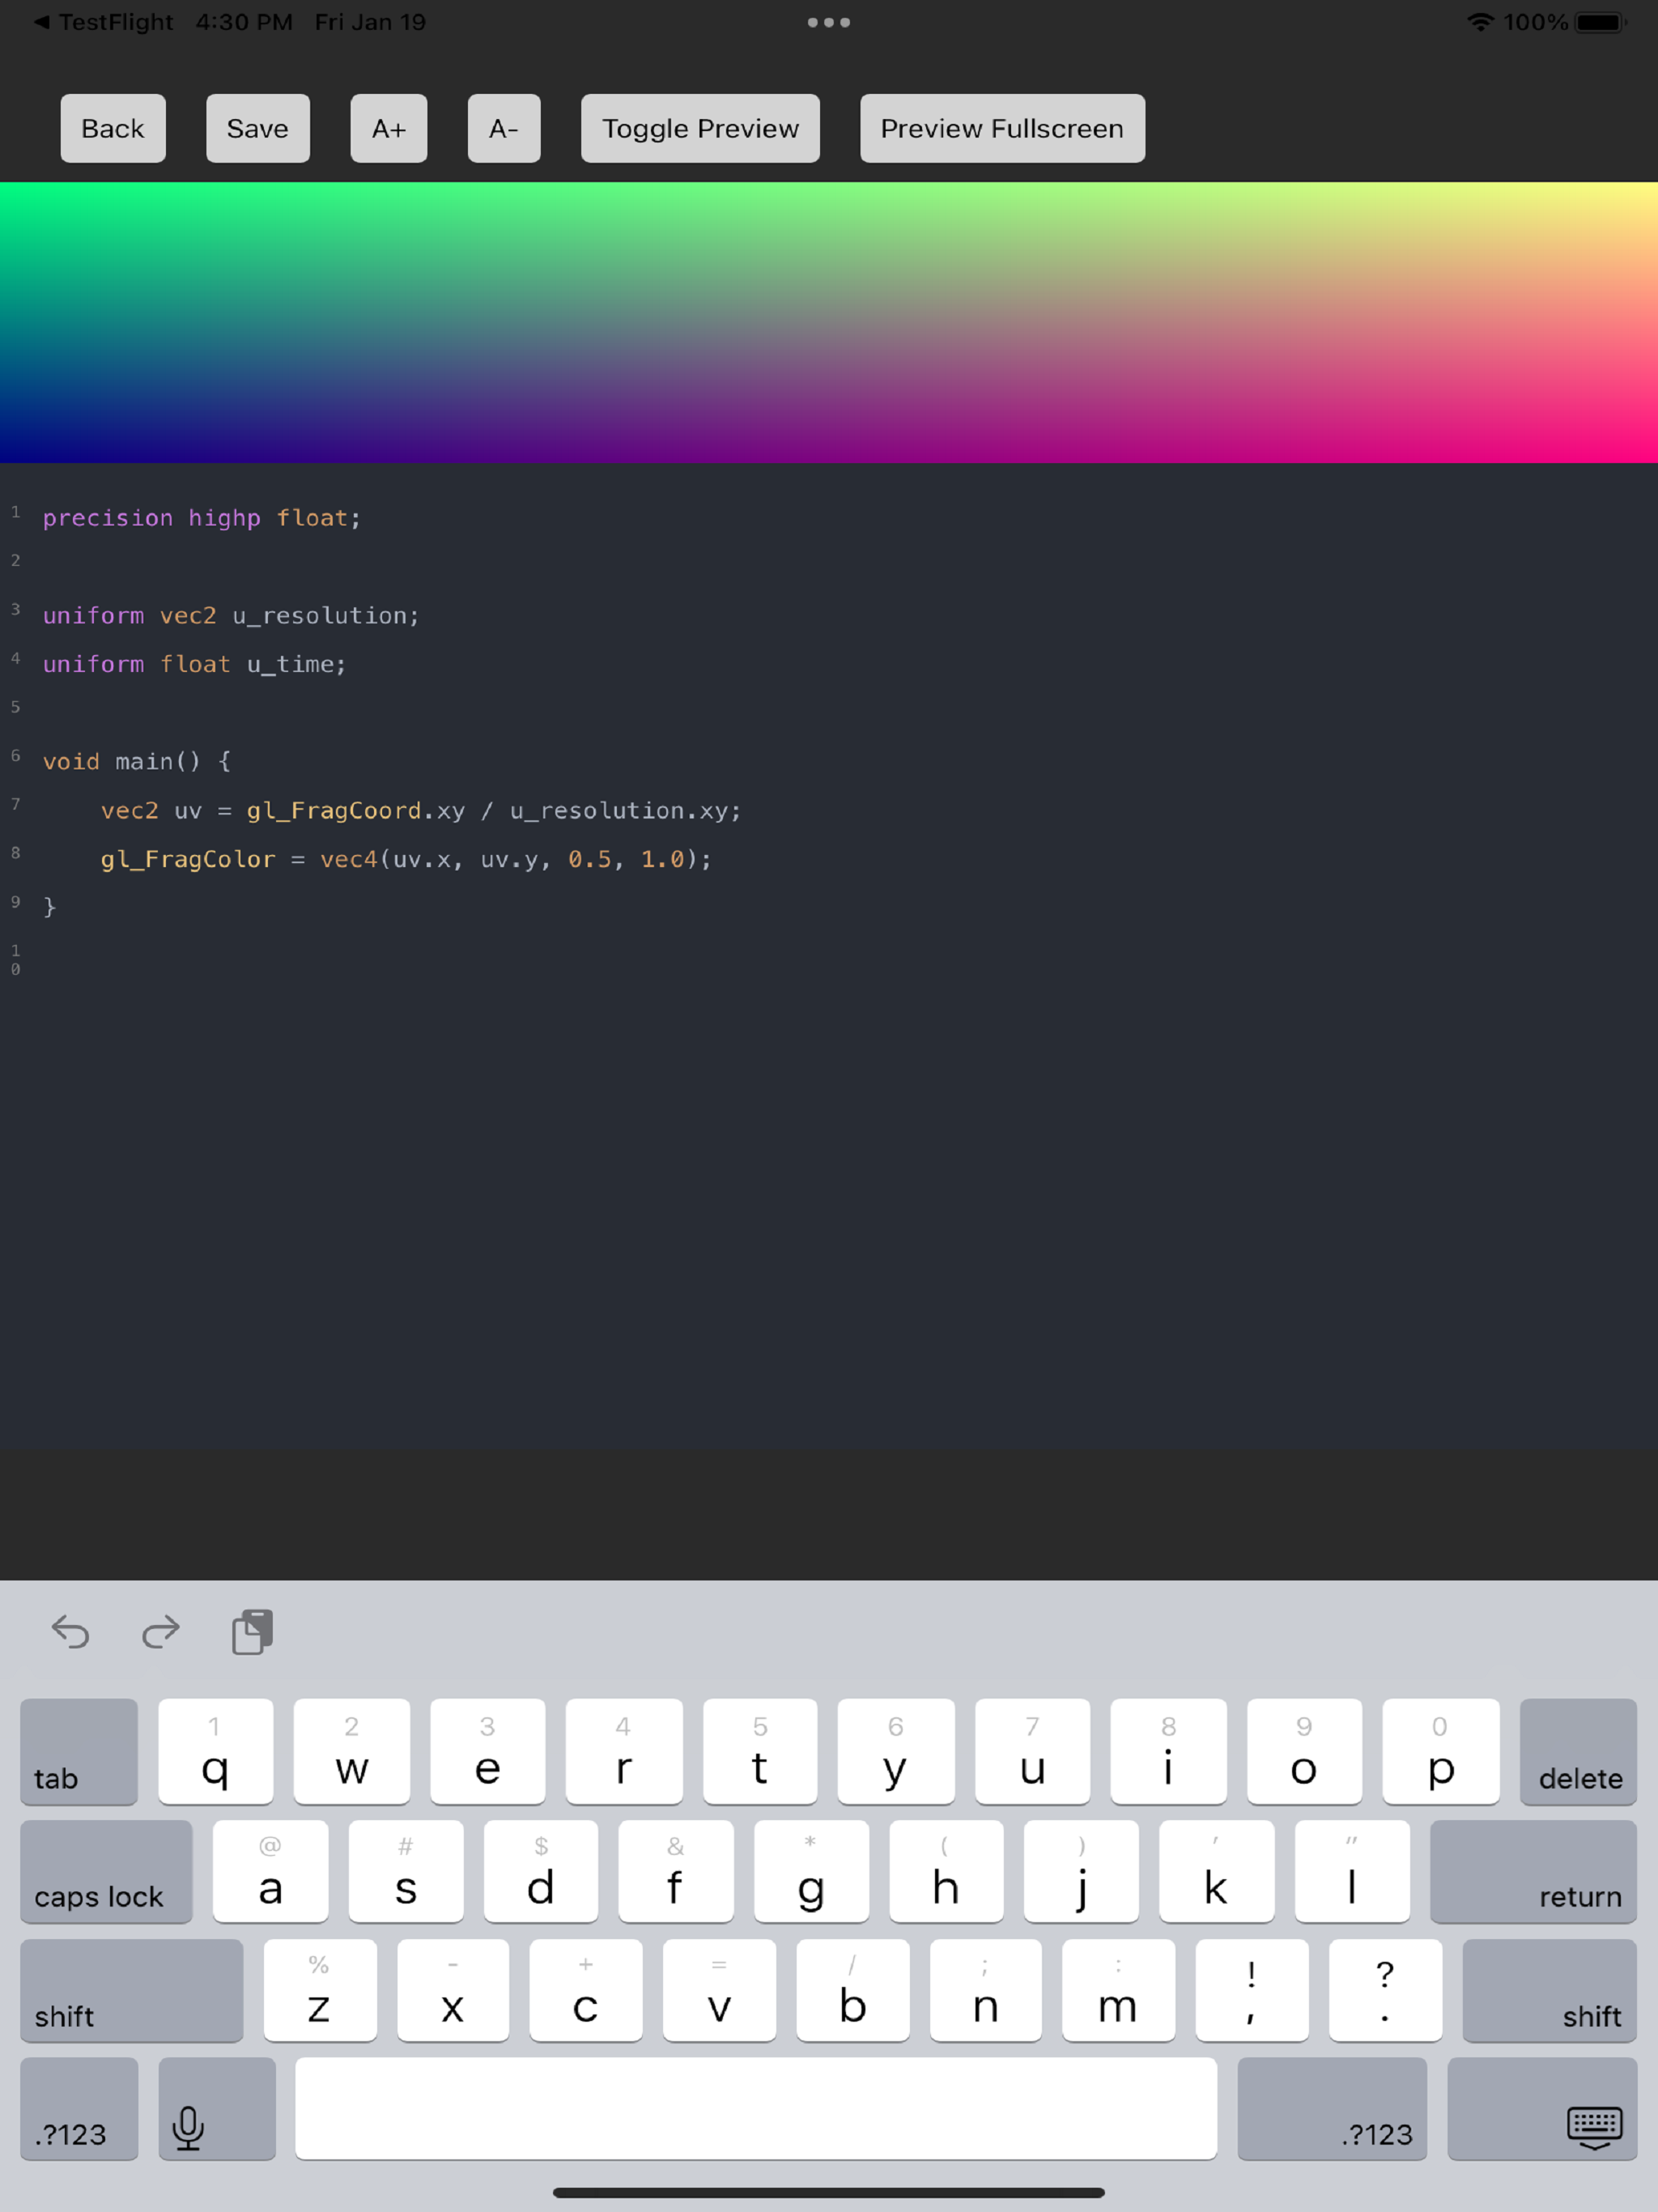 ◀ TestFlight 4:30 PM Fri Jan 19 100%
Back Save A+ A- Toggle Preview Preview Fullscreen
1 precision highp float;
2
3 uniform vec2 u_resolution;
4 uniform float u_time;
5
6 void main() {
7     vec2 uv = gl_FragCoord.xy / u_resolution.xy;
8     gl_FragColor = vec4(uv.x, uv.y, 0.5, 1.0);
9 }
10
1 2 3 4 5 6 7 8 9 0
tab q w e r t y u i o p delete
@ # $ & * ( ) ' "
caps lock a s d f g h j k l return
% - + = / ; : ! ?
shift z x c v b n m , . shift
.?123 .?123